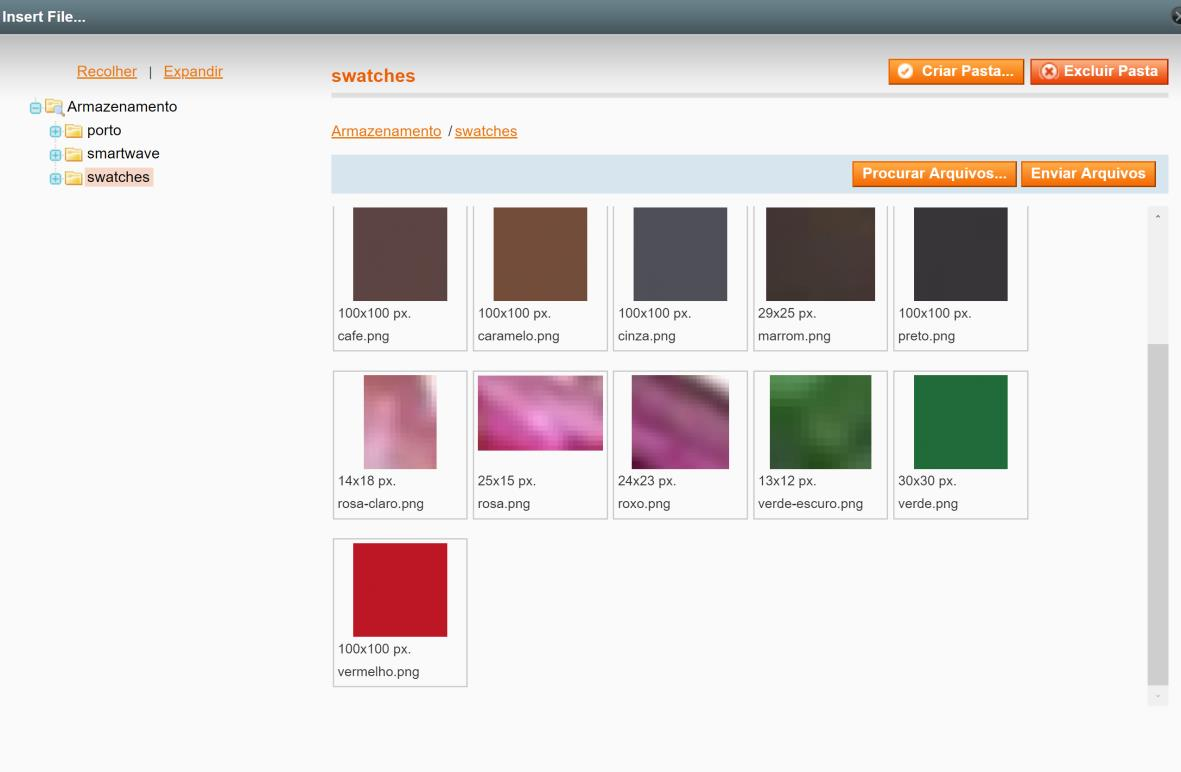 Insert File...
Recolher | Expandir
Armazenamento
porto
smartwave
swatches
swatches
Criar Pasta...
Excluir Pasta
Armazenamento / swatches
Procurar Arquivos...
Enviar Arquivos
100x100 px.
cafe.png
100x100 px.
caramelo.png
100x100 px.
cinza.png
29x25 px.
marrom.png
100x100 px.
preto.png
14x18 px.
rosa-claro.png
25x15 px.
rosa.png
24x23 px.
roxo.png
13x12 px.
verde-escuro.png
30x30 px.
verde.png
100x100 px.
vermelho.png